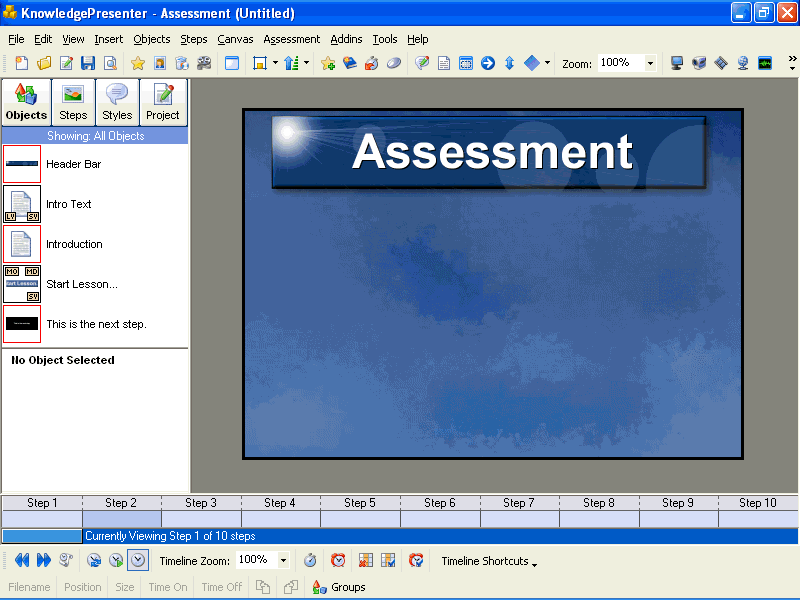 KnowledgePresenter - Assessment (Untitled)
File Edit View Insert Objects Steps Canvas Assessment Addins Tools Help
Zoom: 100%
Objects Steps Styles Project
Showing: All Objects
Header Bar
Intro Text
LV SY
Introduction
MO MD
Start Lesson
Start Lesson...
SY
This is the next step.
No Object Selected
Assessment
Step 1 Step 2 Step 3 Step 4 Step 5 Step 6 Step 7 Step 8 Step 9 Step 10
Currently Viewing Step 1 of 10 steps
Timeline Zoom: 100% Timeline Shortcuts
Filename Position Size Time On Time Off Groups